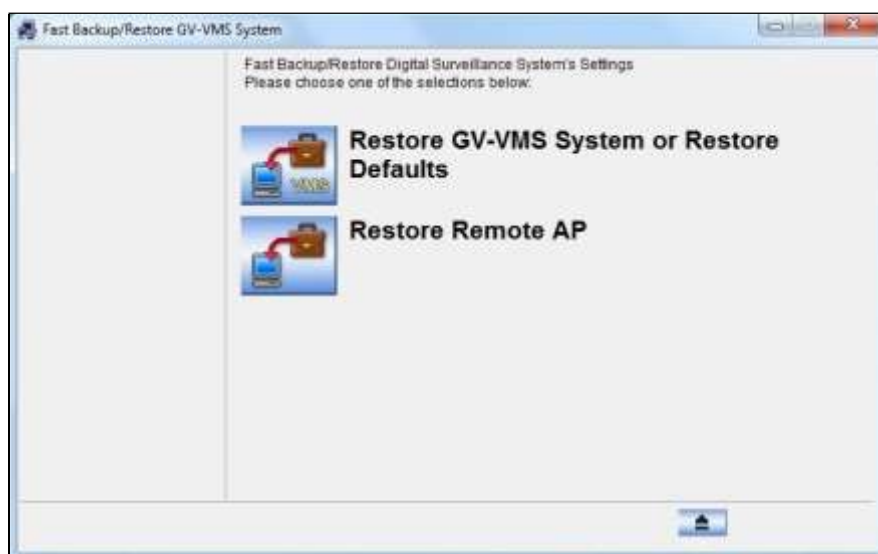 Fast Backup/Restore GV-VMS System
Fast Backup/Restore Digital Surveillance System's Settings
Please choose one of the selections below.
Restore GV-VMS System or Restore
Defaults
VMS
Restore Remote AP